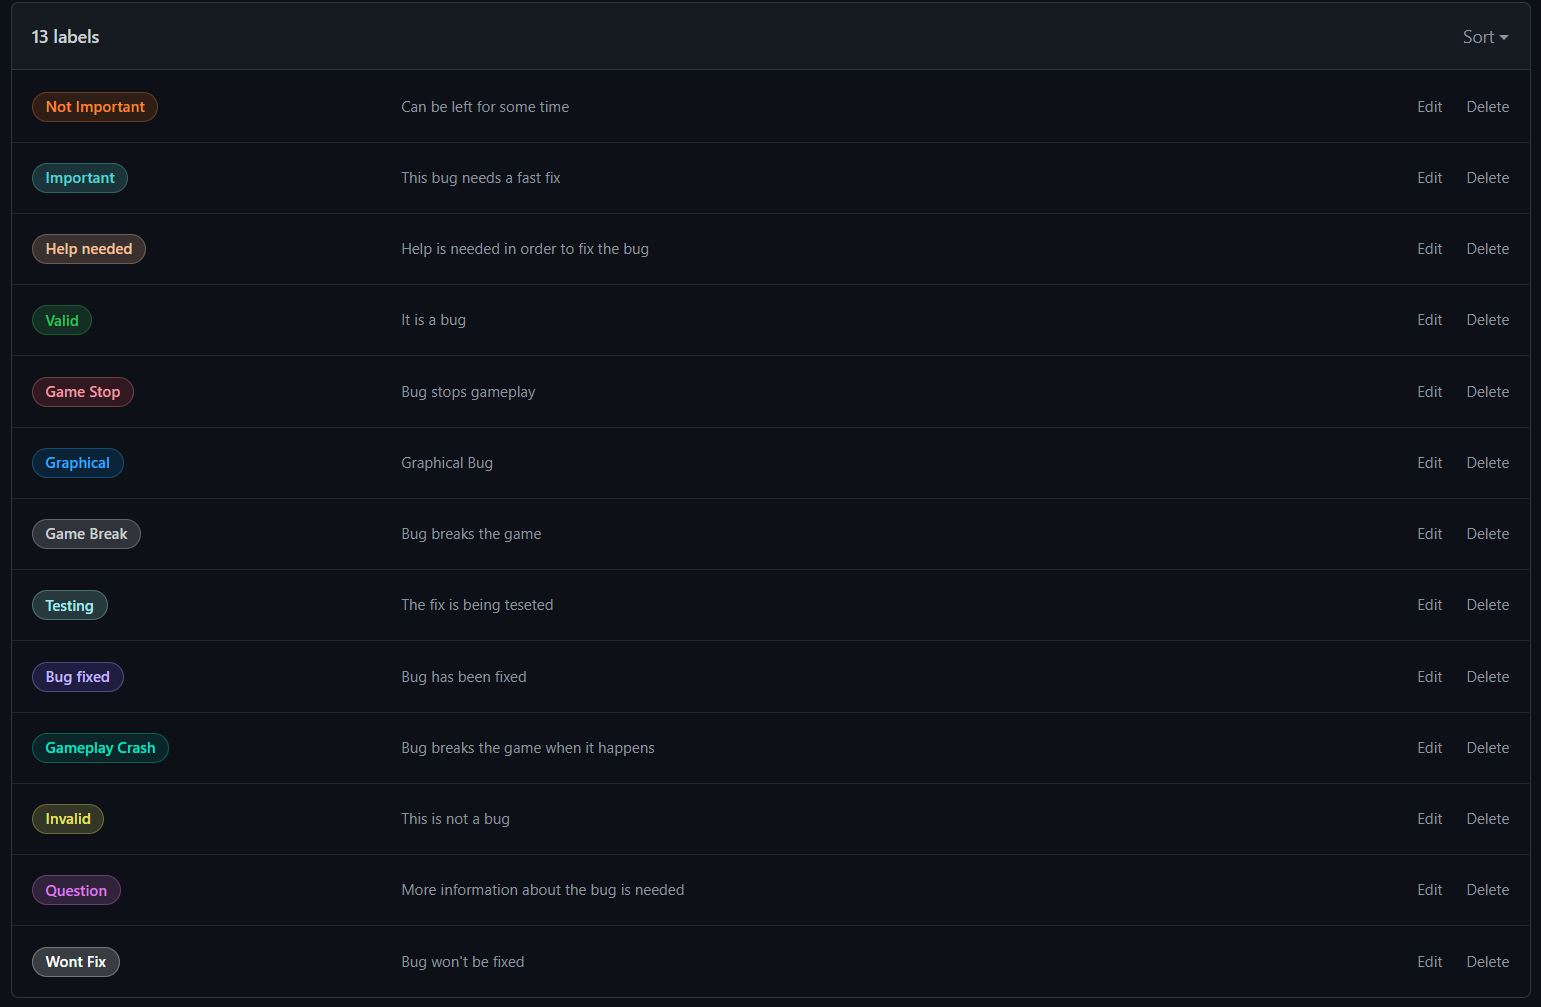 13 labels Sort
Not Important Can be left for some time Edit Delete
Important This bug needs a fast fix Edit Delete
Help needed Help is needed in order to fix the bug Edit Delete
Valid It is a bug Edit Delete
Game Stop Bug stops gameplay Edit Delete
Graphical Graphical Bug Edit Delete
Game Break Bug breaks the game Edit Delete
Testing The fix is being teseted Edit Delete
Bug fixed Bug has been fixed Edit Delete
Gameplay Crash Bug breaks the game when it happens Edit Delete
Invalid This is not a bug Edit Delete
Question More information about the bug is needed Edit Delete
Wont Fix Bug won't be fixed Edit Delete